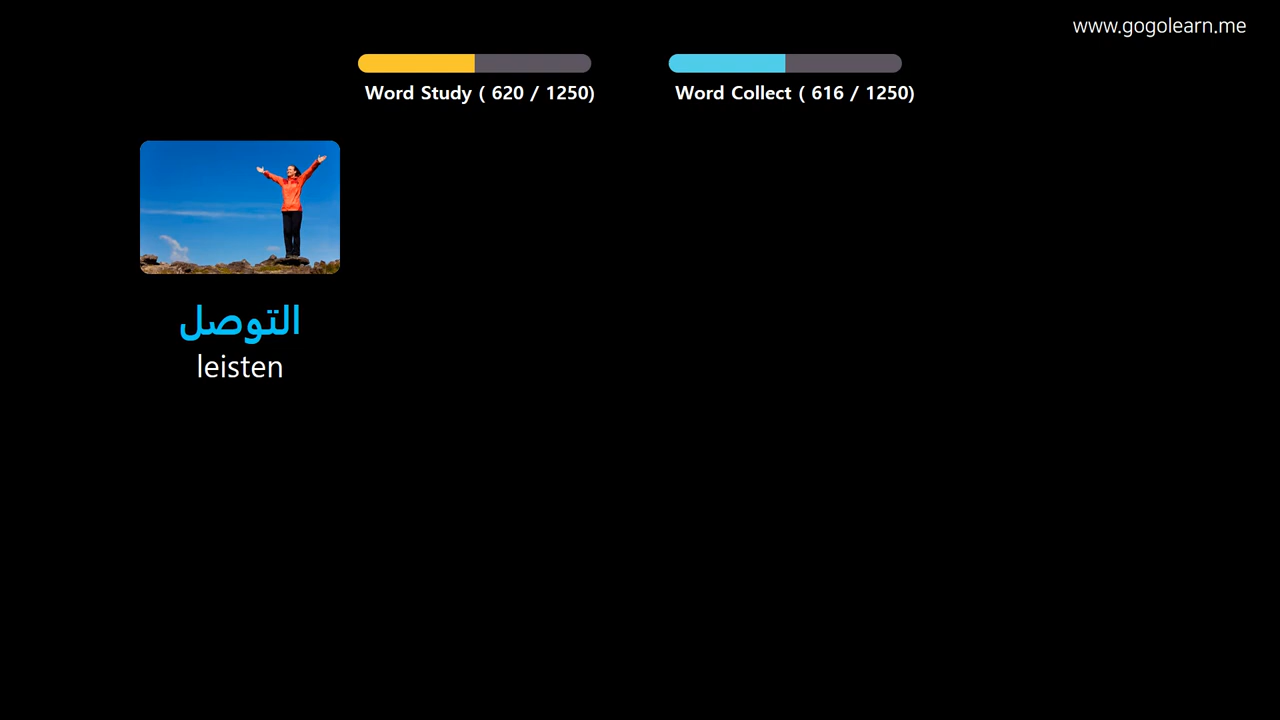 www.gogolearn.me
Word Study ( 620 / 1250)
Word Collect ( 616 / 1250)
التوصل
leisten